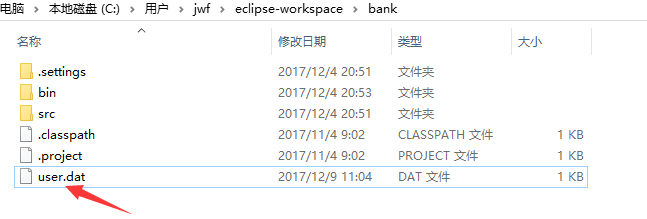 电脑 › 本地磁盘 (C:) › 用户 › jwf › eclipse-workspace › bank
名称 修改日期 类型 大小
.settings 2017/12/4 20:51 文件夹
bin 2017/12/4 20:53 文件夹
src 2017/12/4 20:51 文件夹
.classpath 2017/11/4 9:02 CLASSPATH 文件 1 KB
.project 2017/11/4 9:02 PROJECT 文件 1 KB
user.dat 2017/12/9 11:04 DAT 文件 1 KB